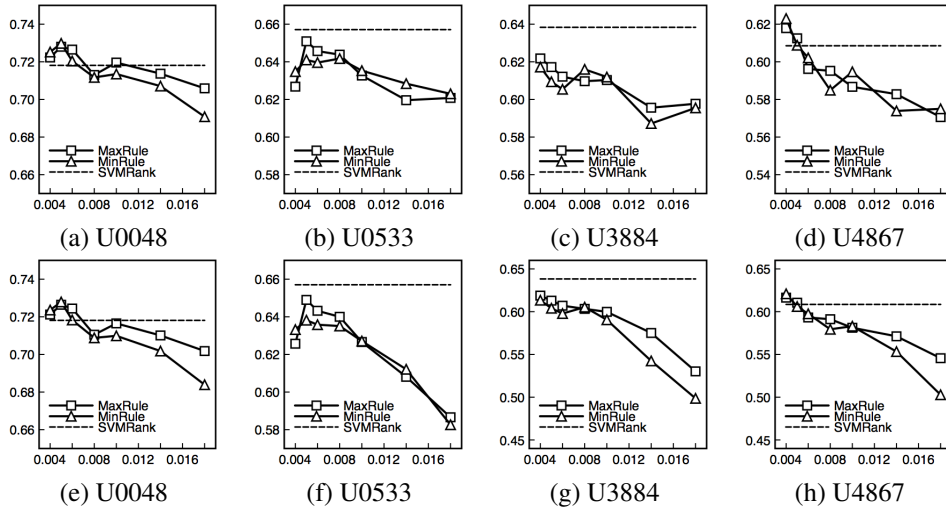 0.74
0.72
0.70
0.68
0.66
MaxRule
MinRule
SVMRank
0.004 0.008 0.012 0.016
(a) U0048
0.66
0.64
0.62
0.60
0.58
MaxRule
MinRule
SVMRank
0.004 0.008 0.012 0.016
(b) U0533
0.64
0.62
0.60
0.58
0.56
MaxRule
MinRule
SVMRank
0.004 0.008 0.012 0.016
(c) U3884
0.62
0.60
0.58
0.56
0.54
MaxRule
MinRule
SVMRank
0.004 0.008 0.012 0.016
(d) U4867
0.74
0.72
0.70
0.68
0.66
MaxRule
MinRule
SVMRank
0.004 0.008 0.012 0.016
(e) U0048
0.66
0.64
0.62
0.60
0.58
MaxRule
MinRule
SVMRank
0.004 0.008 0.012 0.016
(f) U0533
0.65
0.60
0.55
0.50
0.45
MaxRule
MinRule
SVMRank
0.004 0.008 0.012 0.016
(g) U3884
0.65
0.60
0.55
0.50
0.45
MaxRule
MinRule
SVMRank
0.004 0.008 0.012 0.016
(h) U4867